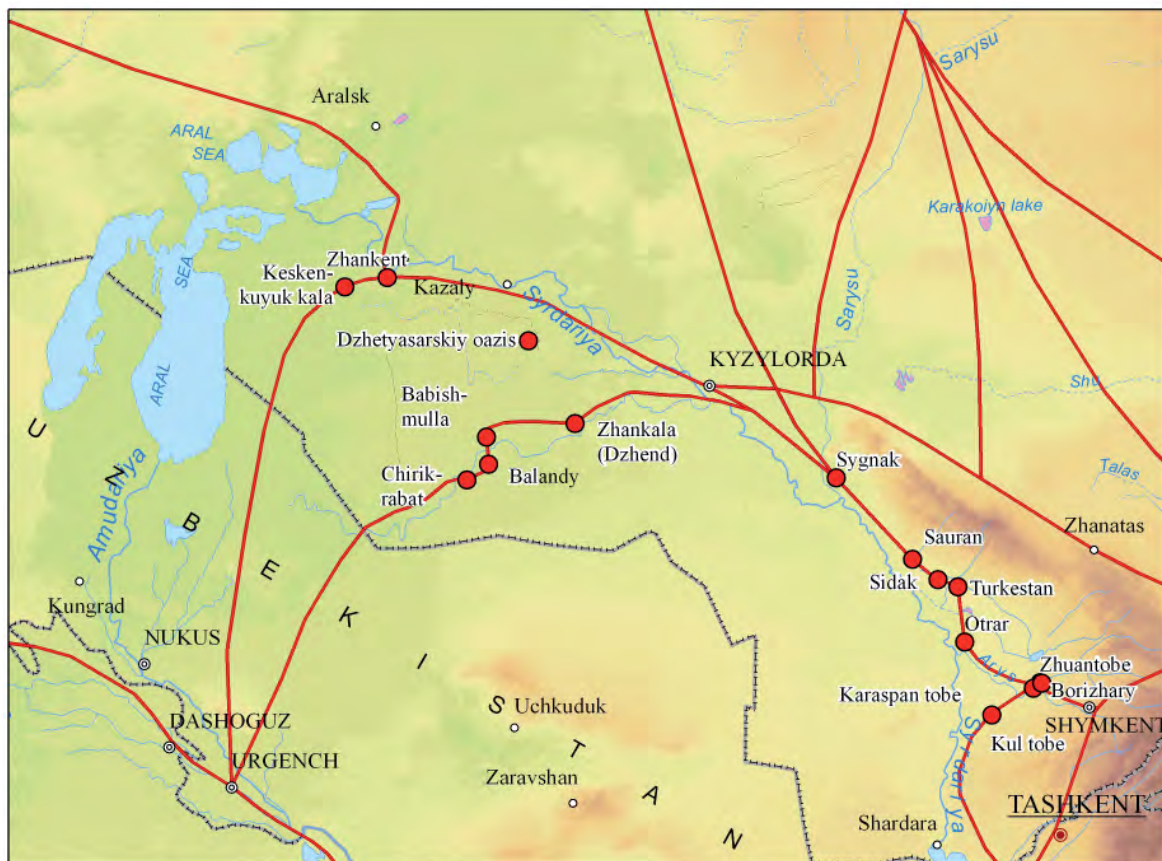 Sarysu
Aralsk
ARAL
SEA
Karakoiyn lake
Zhankent
Kesken-
kuyuk kala
Kazaly
SEA
Sarysu
Syrdariya
Dzhetyasarskiy oazis
KYZYLORDA
Shu
ARAL
Babish-
mulla
Zhankala
(Dzhend)
Sygnak
Talas
Chirik-
rabat
Balandy
Amudariya
Zhanatas
Sauran
Sidak
Turkestan
Kungrad
Otrar
NUKUS
Arys
Zhuantobe
Karaspan tobe
Borizhary
UZBEKISTAN
Uchkuduk
SHYMKENT
DASHOGUZ
Kul tobe
URGENCH
Zaravshan
Syrdariya
TASHKENT
Shardara